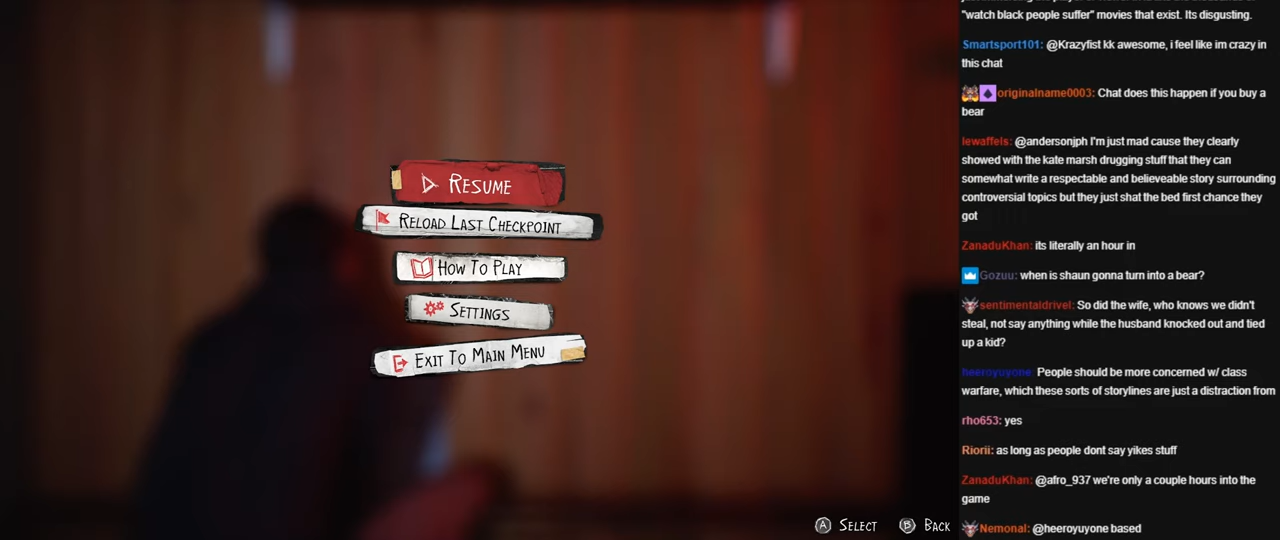 RESUME
RELOAD LAST CHECKPOINT
HOW TO PLAY
SETTINGS
EXIT TO MAIN MENU
A SELECT B BACK
"watch black people suffer" movies that exist. Its disgusting.
Smartsport101: @Krazyfist kk awesome, i feel like im crazy in
this chat
originalname0003: Chat does this happen if you buy a
bear
lewaffels: @andersonjph I'm just mad cause they clearly
showed with the kate marsh drugging stuff that they can
somewhat write a respectable and believeable story surrounding
controversial topics but they just shat the bed first chance they
got
ZanaduKhan: its literally an hour in
Gozuu: when is shaun gonna turn into a bear?
sentimentaldrivel: So did the wife, who knows we didn't
steal, not say anything while the husband knocked out and tied
up a kid?
heeroyuyone: People should be more concerned w/ class
warfare, which these sorts of storylines are just a distraction from
rho653: yes
Riorii: as long as people dont say yikes stuff
ZanaduKhan: @afro_937 we're only a couple hours into the
game
Nemonal: @heeroyuyone based